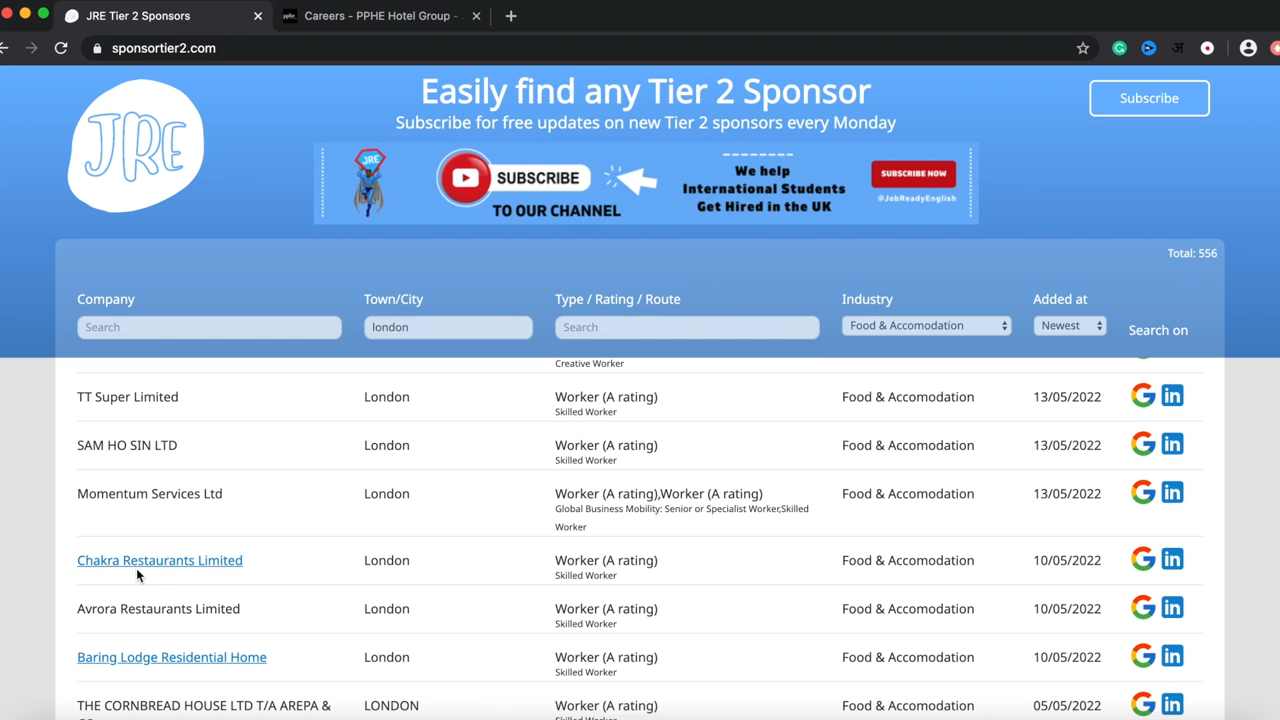 JRE Tier 2 Sponsors
Careers - PPHE Hotel Group -
sponsortier2.com
JRE
Easily find any Tier 2 Sponsor
Subscribe for free updates on new Tier 2 sponsors every Monday
Subscribe
JRE
SUBSCRIBE
TO OUR CHANNEL
We help
International Students
Get Hired in the UK
SUBSCRIBE NOW
@JobReadyEnglish
Total: 556
Company Town/City Type / Rating / Route Industry Added at Search on
Search london Search Food & Accomodation Newest
Creative Worker
TT Super Limited London Worker (A rating) Food & Accomodation 13/05/2022
Skilled Worker
SAM HO SIN LTD London Worker (A rating) Food & Accomodation 13/05/2022
Skilled Worker
Momentum Services Ltd London Worker (A rating),Worker (A rating) Food & Accomodation 13/05/2022
Global Business Mobility: Senior or Specialist Worker,Skilled
Worker
Chakra Restaurants Limited London Worker (A rating) Food & Accomodation 10/05/2022
Skilled Worker
Avrora Restaurants Limited London Worker (A rating) Food & Accomodation 10/05/2022
Skilled Worker
Baring Lodge Residential Home London Worker (A rating) Food & Accomodation 10/05/2022
Skilled Worker
THE CORNBREAD HOUSE LTD T/A AREPA & LONDON Worker (A rating) Food & Accomodation 05/05/2022
Skilled Worker